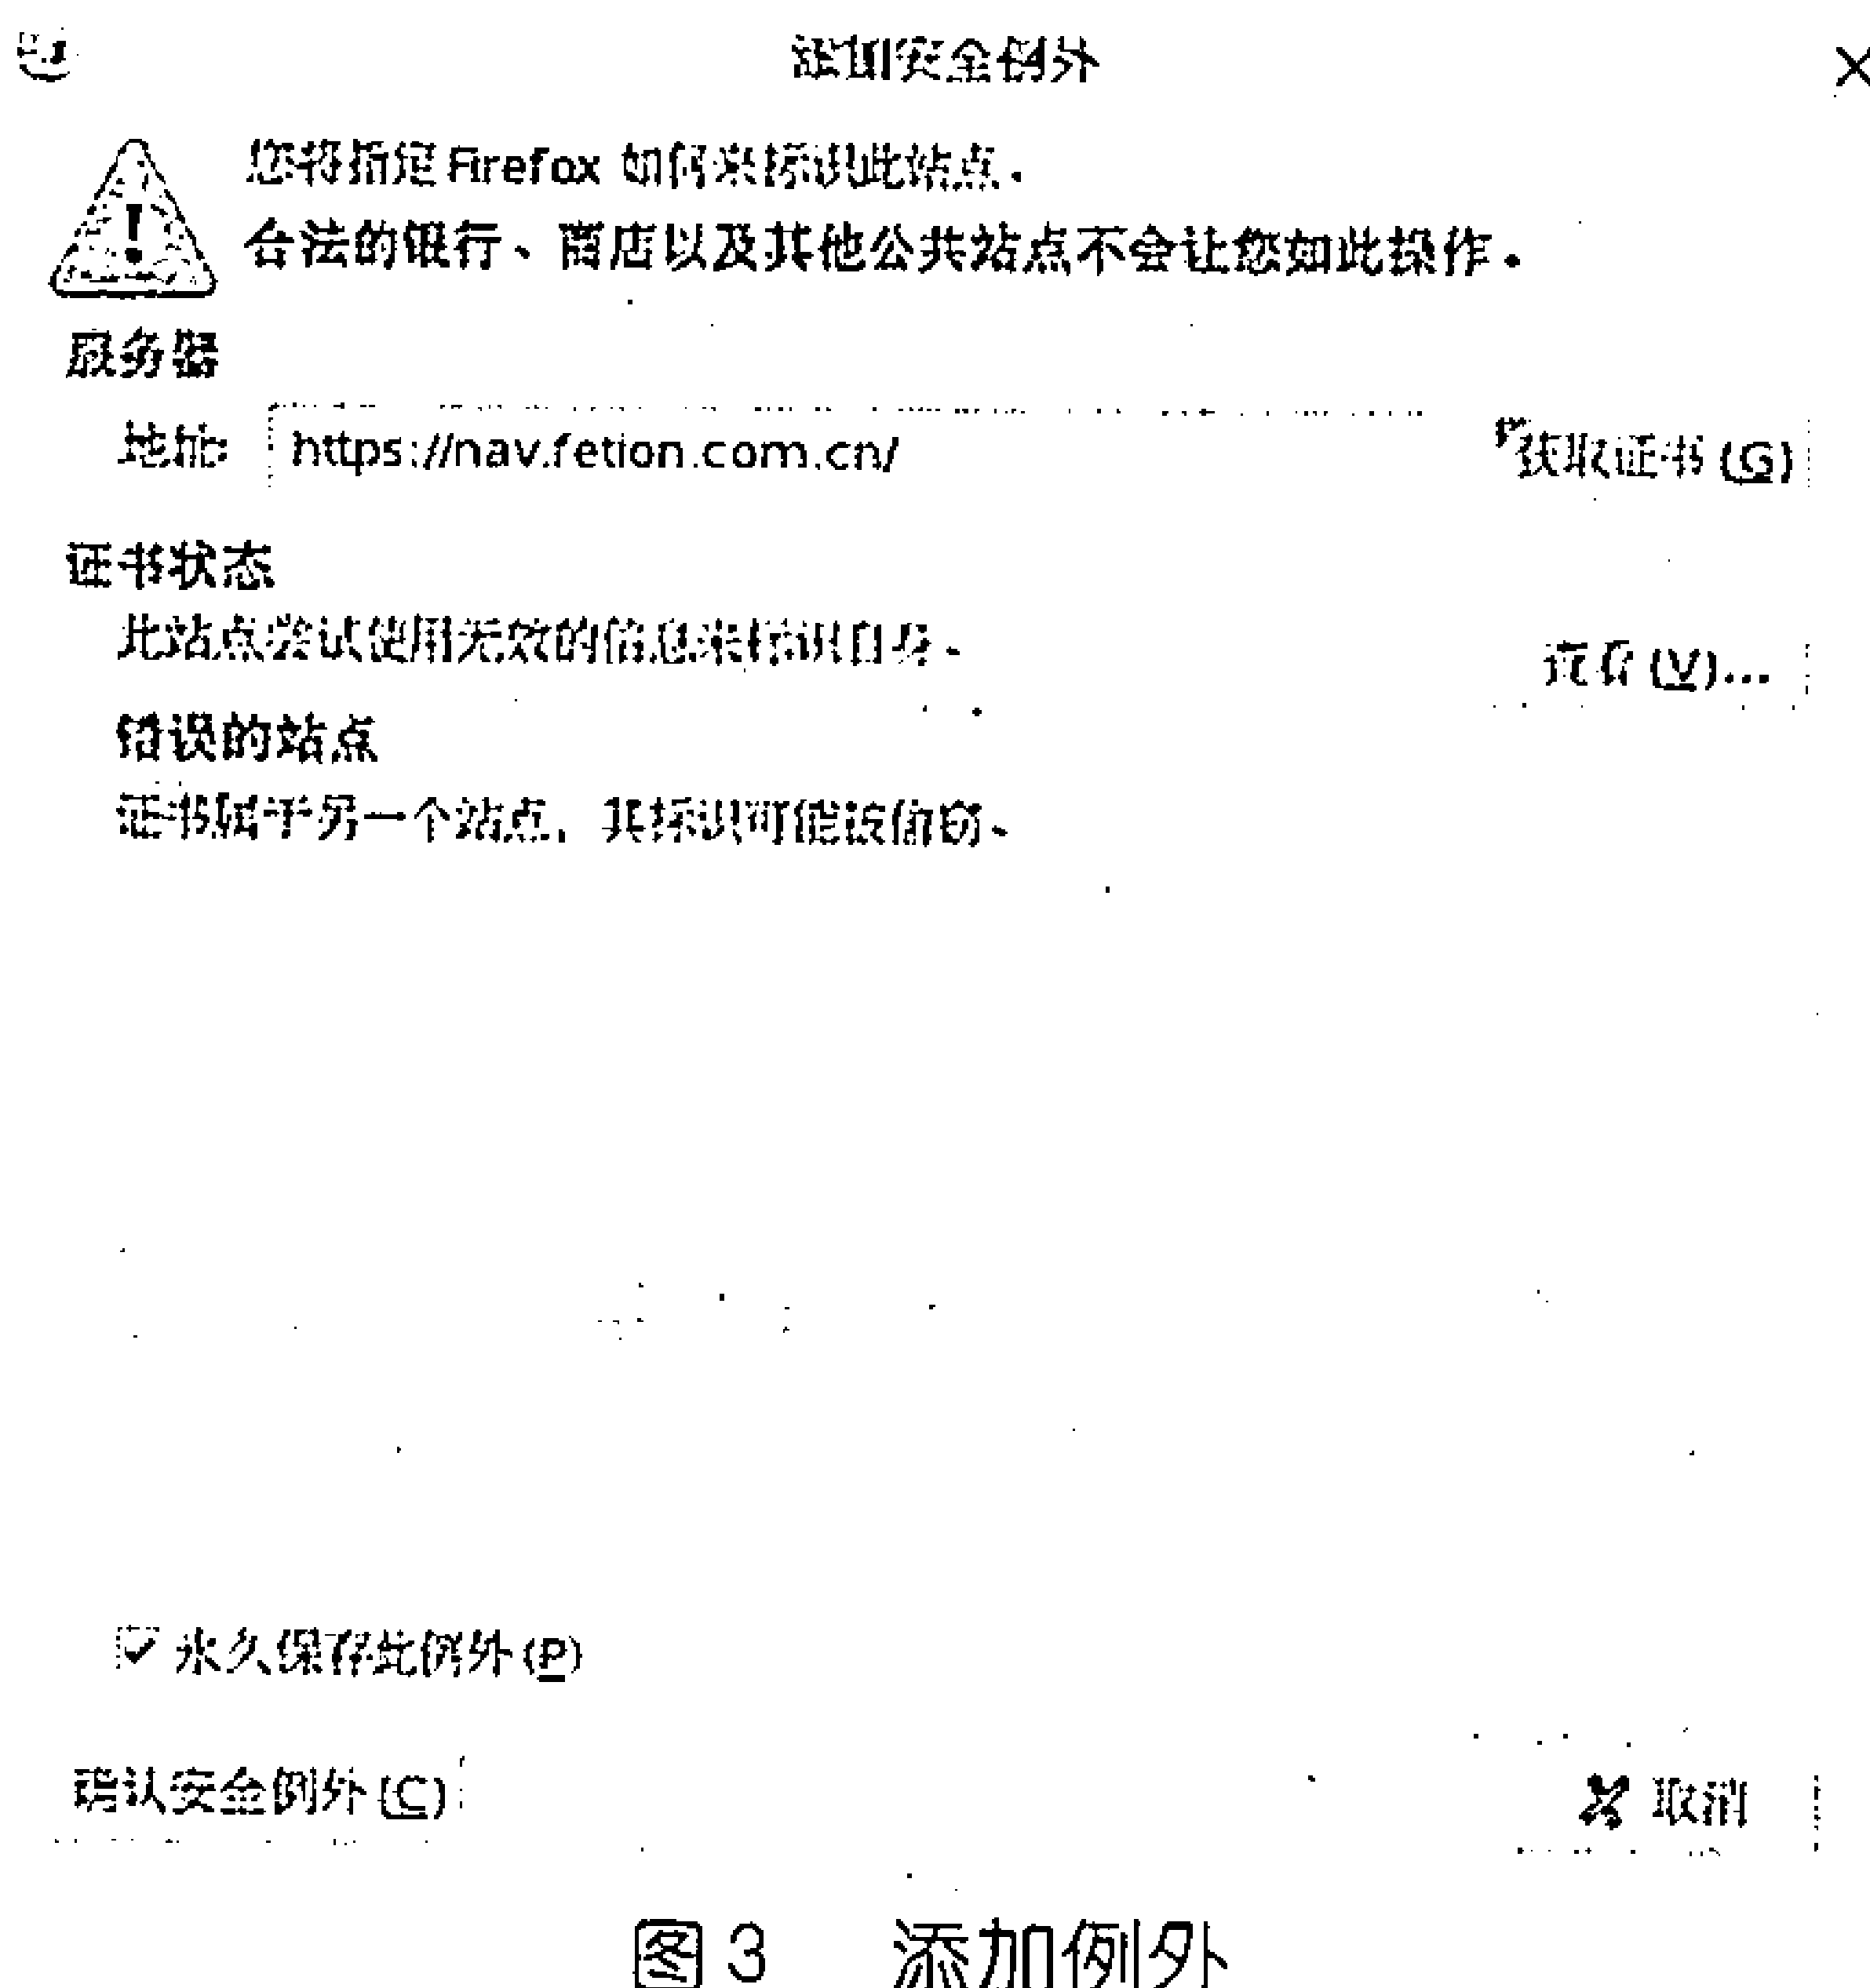 添加安全例外
您将指定 Firefox 如何来标识此站点。
合法的银行、商店以及其他公共站点不会让您如此操作。
服务器
地址: https://nav.fetion.com.cn/ 获取证书(G)
证书状态
此站点尝试使用无效的信息来标识自身。
查看(V)...
错误的站点
证书属于另一个站点，其标识可能被偷窃。
永久保存此例外(P)
确认安全例外(C) 取消
图3 添加例外